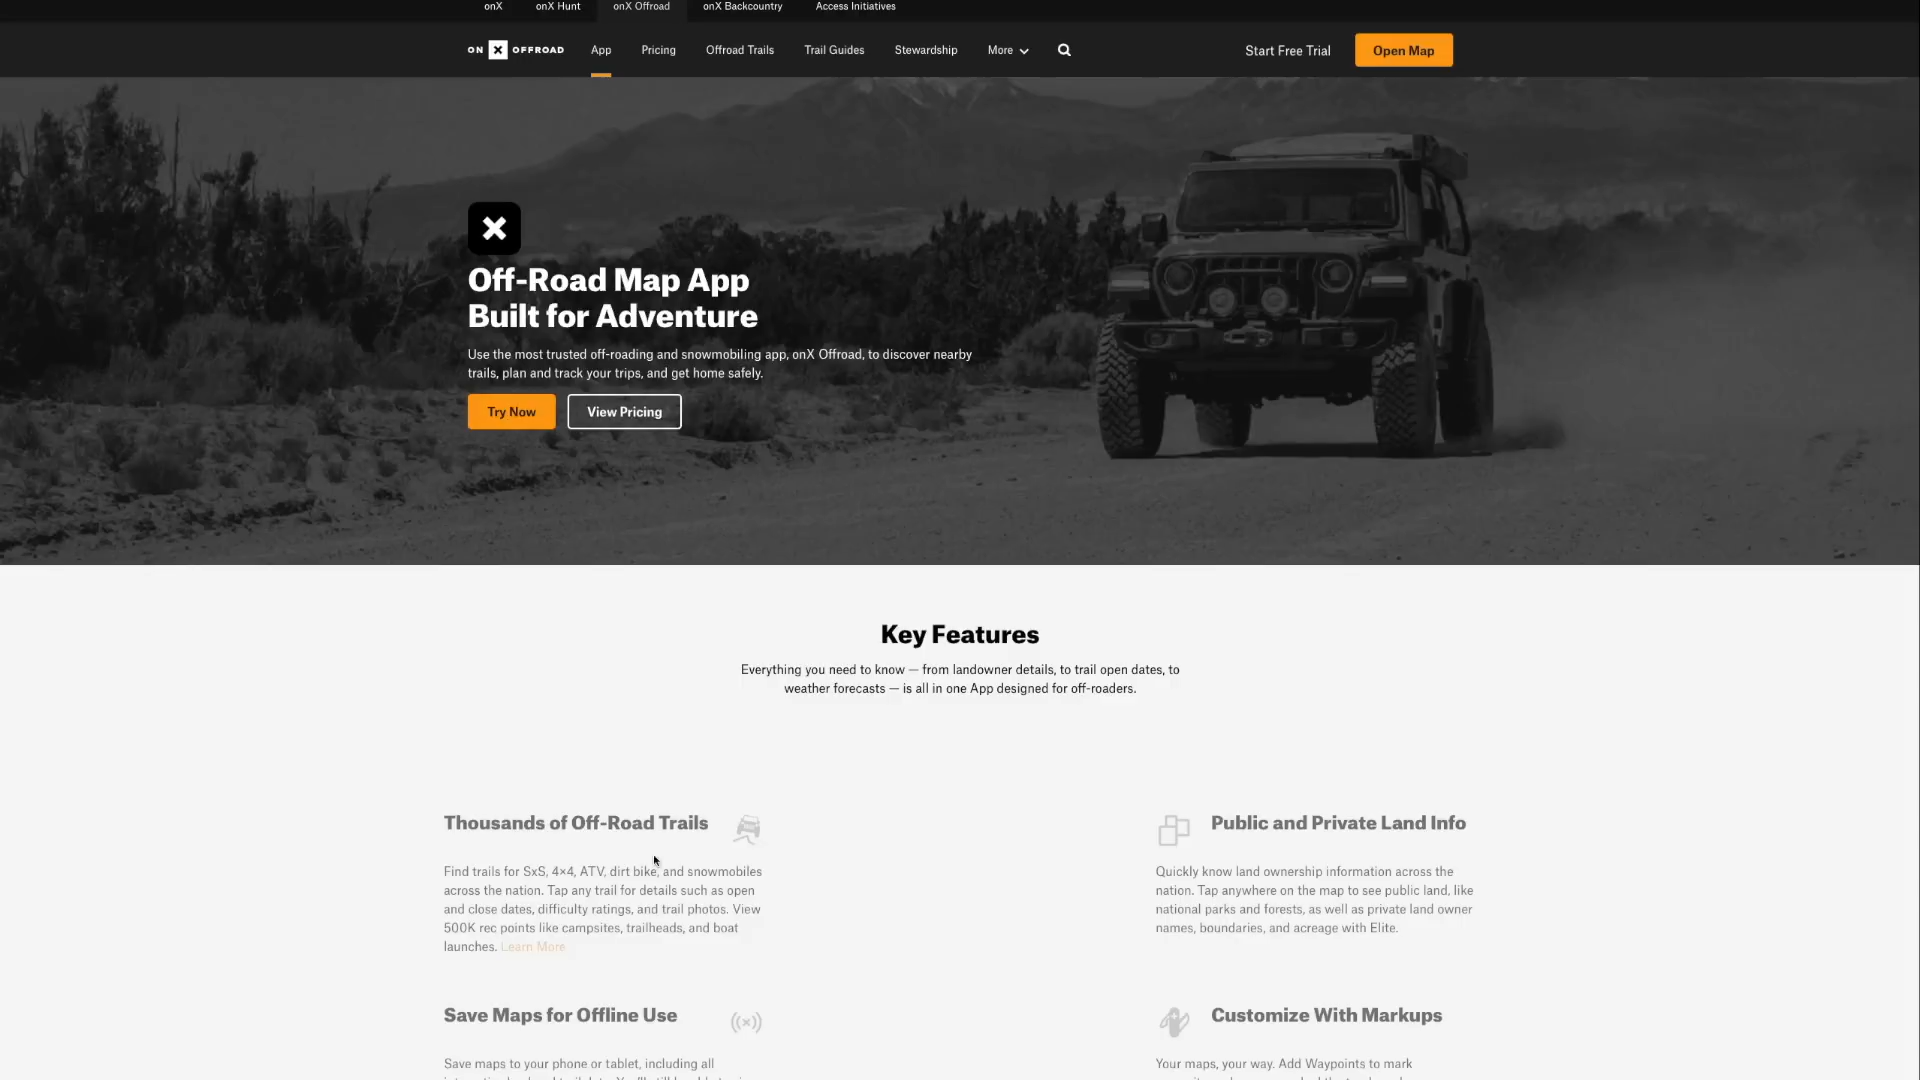 onX
onX Hunt
onX Offroad
onX Backcountry
Access Initiatives
ON X OFFROAD
App
Pricing
Offroad Trails
Trail Guides
Stewardship
More
Start Free Trial
Open Map
Off-Road Map App
Built for Adventure
Use the most trusted off-roading and snowmobiling app, onX Offroad, to discover nearby
trails, plan and track your trips, and get home safely.
Try Now
View Pricing
Key Features
Everything you need to know — from landowner details, to trail open dates, to
weather forecasts — is all in one App designed for off-roaders.
Thousands of Off-Road Trails
Find trails for SxS, 4×4, ATV, dirt bike, and snowmobiles
across the nation. Tap any trail for details such as open
and close dates, difficulty ratings, and trail photos. View
500K rec points like campsites, trailheads, and boat
launches. Learn More
Public and Private Land Info
Quickly know land ownership information across the
nation. Tap anywhere on the map to see public land, like
national parks and forests, as well as private land owner
names, boundaries, and acreage with Elite.
Save Maps for Offline Use
Save maps to your phone or tablet, including all
Customize With Markups
Your maps, your way. Add Waypoints to mark